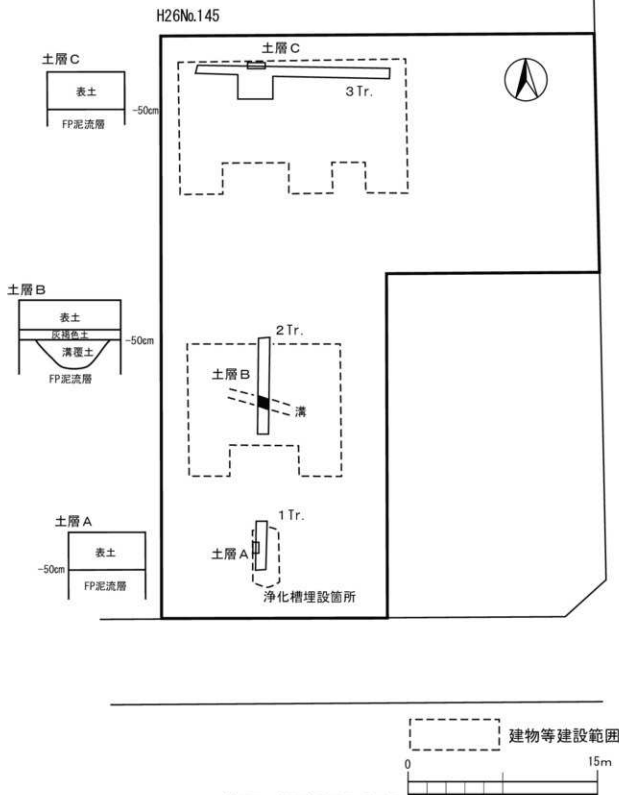 H26No.145
土層C
表土
-50cm
FP泥流層
土層C
3Tr.
土層B
表土
灰褐色土
-50cm
溝覆土
FP泥流層
2Tr.
土層B
溝
土層A
表土
-50cm
FP泥流層
1Tr.
土層A
浄化槽埋設箇所
建物等建設範囲
0 15m